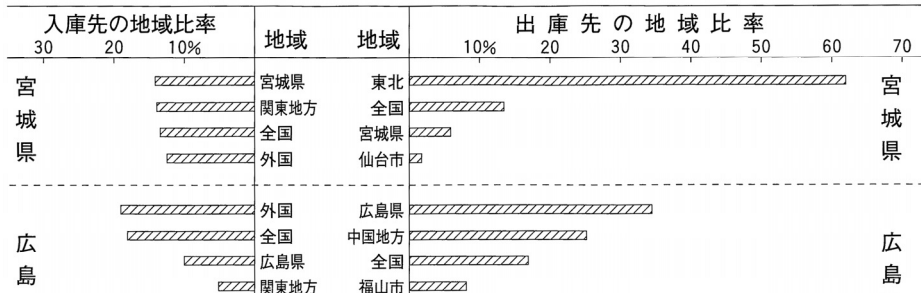 入庫先の地域比率 地域 地域 出庫先の地域比率
30 20 10% 10% 20 30 40 50 60 70
宮城県 宮城県 東北 宮城県
関東地方 全国
全国 宮城県
外国 仙台市
広島 外国 広島県 広島
全国 中国地方
広島県 全国
関東地方 福山市